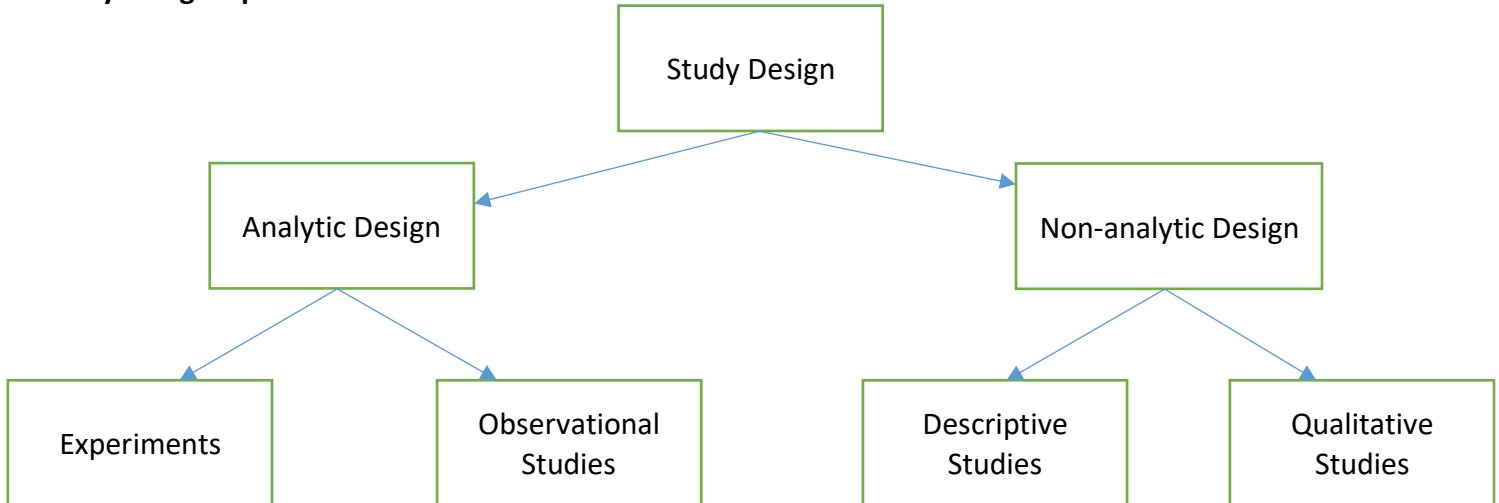 Study Design
Analytic Design
Non-analytic Design
Experiments
Observational
Studies
Descriptive
Studies
Qualitative
Studies